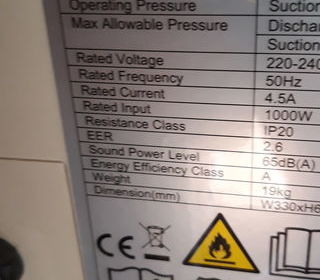 Operating Pressure Suction
Max Allowable Pressure Dischar
Suction
Rated Voltage 220-240
Rated Frequency 50Hz
Rated Current 4.5A
Rated Input 1000W
Resistance Class IP20
EER 2.6
Sound Power Level 65dB(A)
Energy Efficiency Class A
Weight 19kg
Dimension(mm) W330xH6
CE